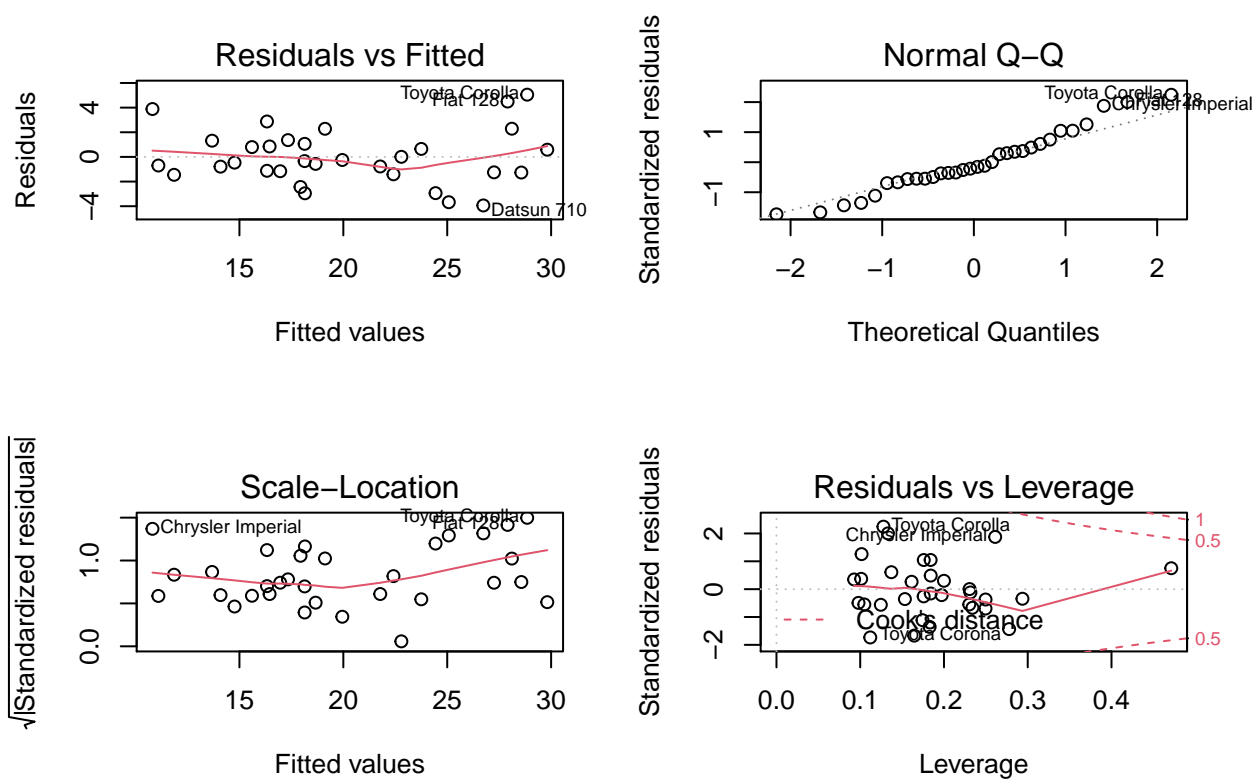 Residuals vs Fitted
Residuals
4
0
−4
Toyota Corolla
Fiat 128
Datsun 710
15 20 25 30
Fitted values
Normal Q−Q
Standardized residuals
1
−1
Toyota Corolla
Fiat 128
Chrysler Imperial
−2 −1 0 1 2
Theoretical Quantiles
Scale−Location
√|Standardized residuals|
1.0
0.0
Toyota Corolla
Fiat 128
Chrysler Imperial
15 20 25 30
Fitted values
Residuals vs Leverage
Standardized residuals
2
0
−2
Toyota Corolla
Chrysler Imperial
Cook's distance
Toyota Corona
1
0.5
0.5
0.0 0.1 0.2 0.3 0.4
Leverage